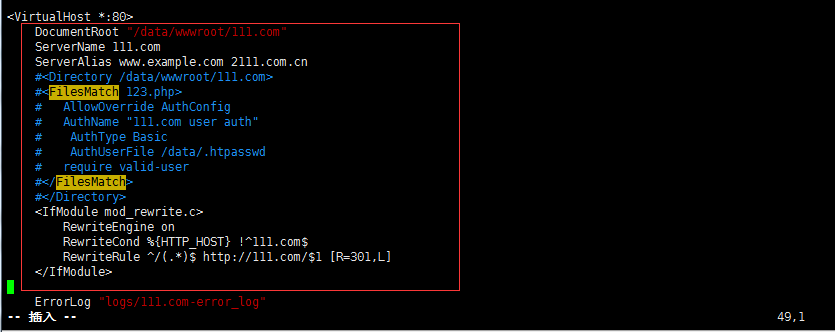 <VirtualHost *:80>
DocumentRoot "/data/wwwroot/111.com"
ServerName 111.com
ServerAlias www.example.com 2111.com.cn
#<Directory /data/wwwroot/111.com>
#<FilesMatch 123.php>
#   AllowOverride AuthConfig
#   AuthName "111.com user auth"
#    AuthType Basic
#    AuthUserFile /data/.htpasswd
#   require valid-user
#</FilesMatch>
#</Directory>
<IfModule mod_rewrite.c>
RewriteEngine on
RewriteCond %{HTTP_HOST} !^111.com$
RewriteRule ^/(.*)$ http://111.com/$1 [R=301,L]
</IfModule>
ErrorLog "logs/111.com-error_log"
-- 插入 --
49,1